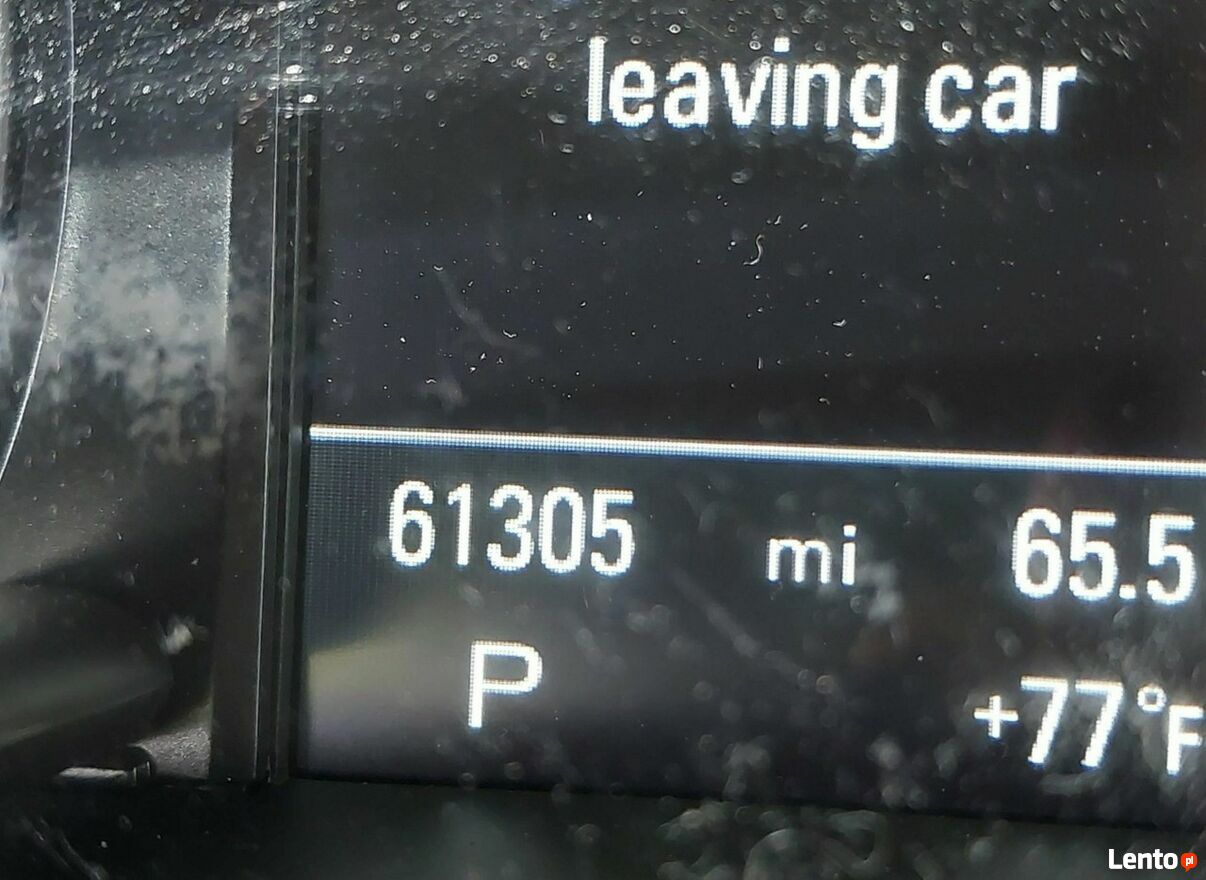 leaving car
61305 mi 65.5
P +77°F
Lento pl